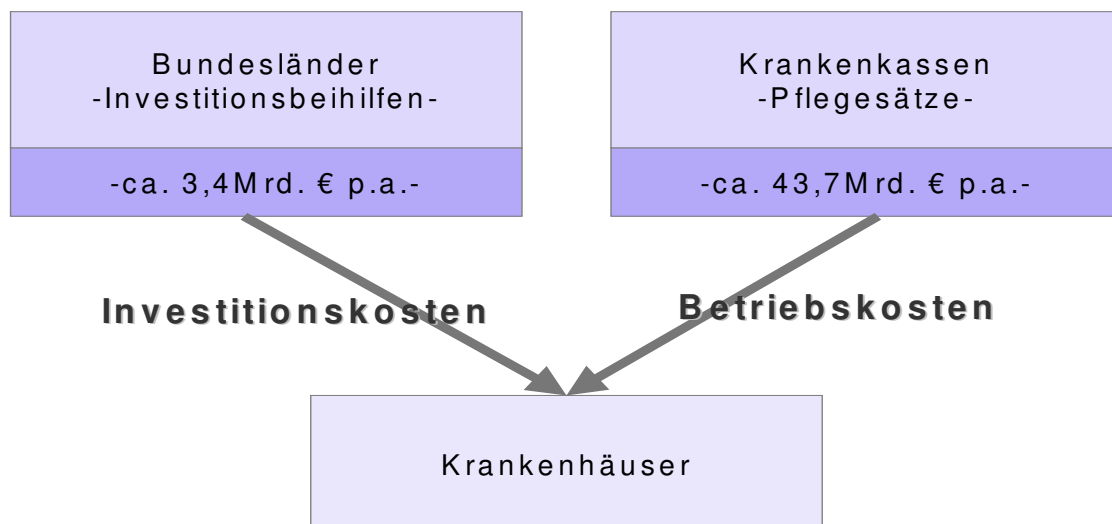 Bundesländer
-Investitionsbeihilfen-
-ca. 3,4Mrd. € p.a.-
Krankenkassen
-Pflegesätze-
-ca. 43,7Mrd. € p.a.-
Investitionskosten
Betriebskosten
Krankenhäuser